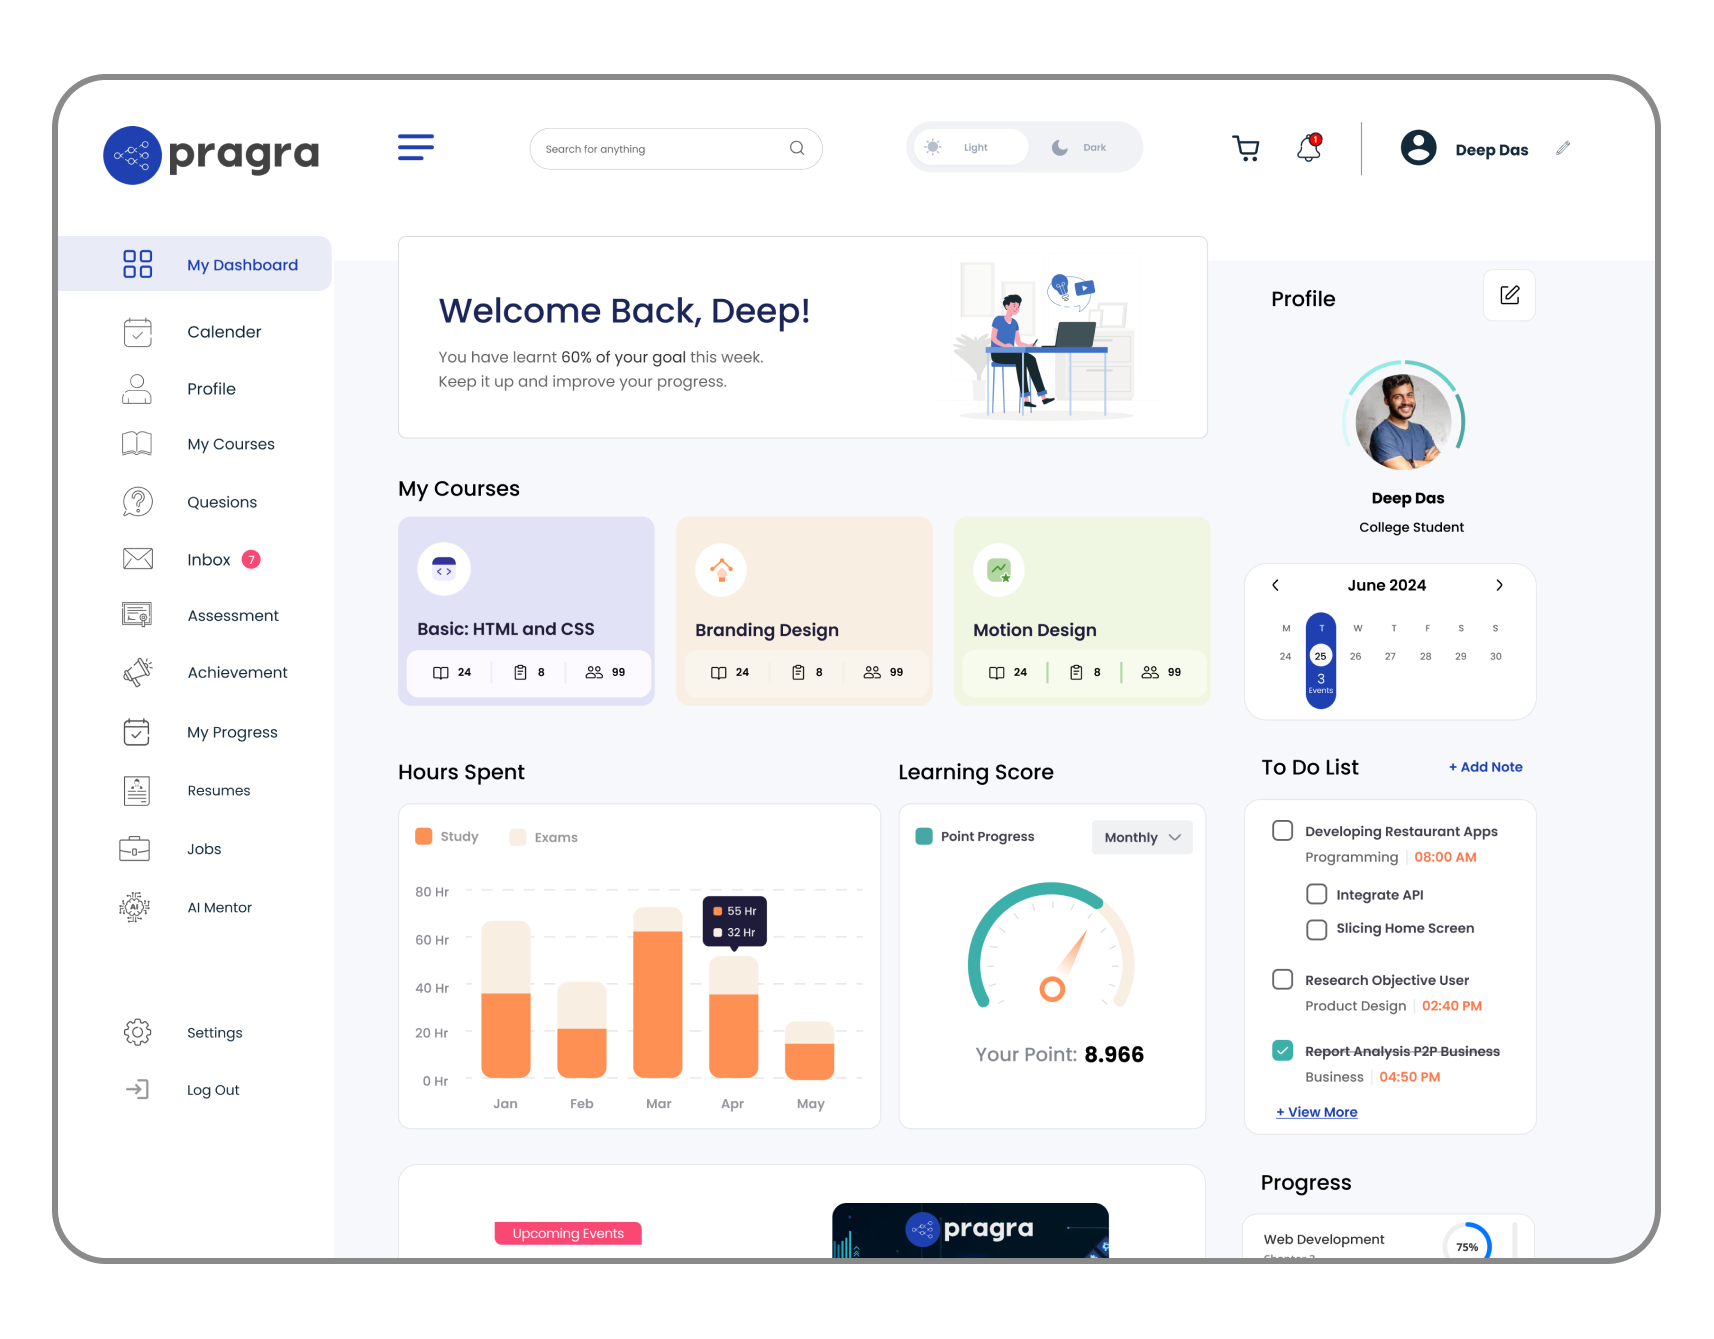 pragra
Search for anything
Light
Dark
1
Deep Das
My Dashboard
Calender
Profile
My Courses
Quesions
Inbox 7
Assessment
Achievement
My Progress
Resumes
Jobs
AI
AI Mentor
Settings
Log Out
Welcome Back, Deep!
You have learnt 60% of your goal this week.
Keep it up and improve your progress.
My Courses
Basic: HTML and CSS
24 8 99
Branding Design
24 8 99
Motion Design
24 8 99
Hours Spent
Study Exams
80 Hr
60 Hr
40 Hr
20 Hr
0 Hr
55 Hr
32 Hr
Jan Feb Mar Apr May
Learning Score
Point Progress
Monthly
Your Point: 8.966
Upcoming Events
pragra
Profile
Deep Das
College Student
June 2024
M T W T F S S
24 25 26 27 28 29 30
3
Events
To Do List
+ Add Note
Developing Restaurant Apps
Programming 08:00 AM
Integrate API
Slicing Home Screen
Research Objective User
Product Design 02:40 PM
Report Analysis P2P Business
Business 04:50 PM
+ View More
Progress
Web Development
75%